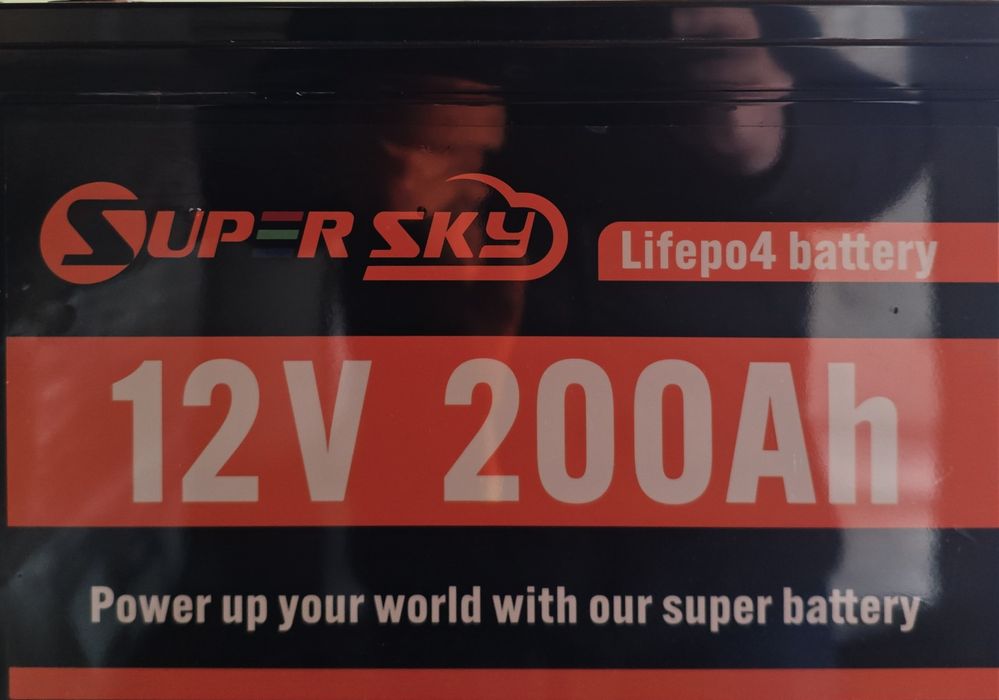 SUPER SKY
Lifepo4 battery
12V 200Ah
Power up your world with our super battery